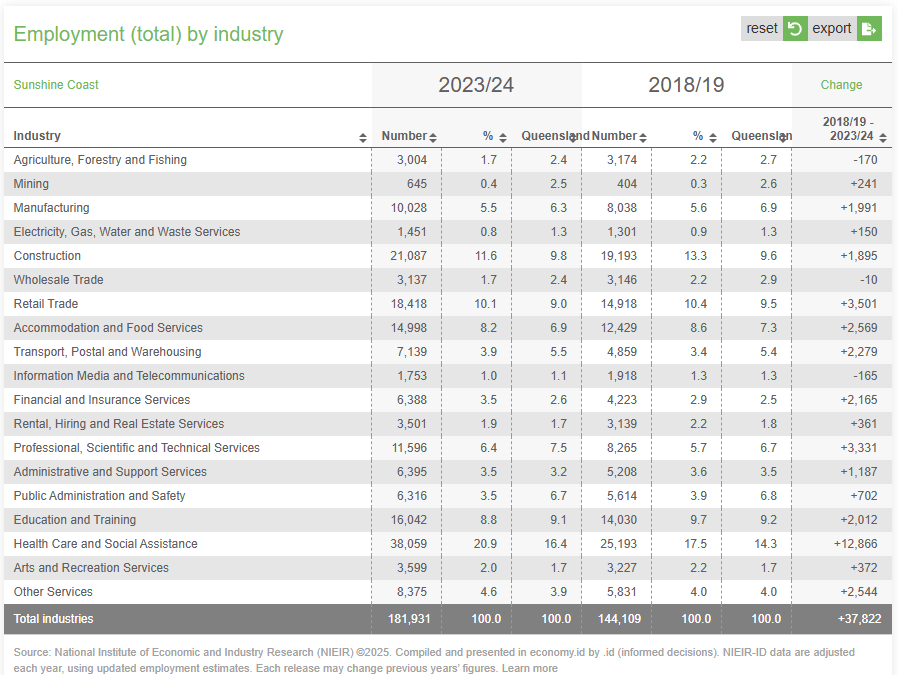 Employment (total) by industry
reset export
Sunshine Coast 2023/24 2018/19 Change
Industry Number % Queensland Number % Queenslan 2018/19 - 2023/24
Agriculture, Forestry and Fishing 3,004 1.7 2.4 3,174 2.2 2.7 -170
Mining 645 0.4 2.5 404 0.3 2.6 +241
Manufacturing 10,028 5.5 6.3 8,038 5.6 6.9 +1,991
Electricity, Gas, Water and Waste Services 1,451 0.8 1.3 1,301 0.9 1.3 +150
Construction 21,087 11.6 9.8 19,193 13.3 9.6 +1,895
Wholesale Trade 3,137 1.7 2.4 3,146 2.2 2.9 -10
Retail Trade 18,418 10.1 9.0 14,918 10.4 9.5 +3,501
Accommodation and Food Services 14,998 8.2 6.9 12,429 8.6 7.3 +2,569
Transport, Postal and Warehousing 7,139 3.9 5.5 4,859 3.4 5.4 +2,279
Information Media and Telecommunications 1,753 1.0 1.1 1,918 1.3 1.3 -165
Financial and Insurance Services 6,388 3.5 2.6 4,223 2.9 2.5 +2,165
Rental, Hiring and Real Estate Services 3,501 1.9 1.7 3,139 2.2 1.8 +361
Professional, Scientific and Technical Services 11,596 6.4 7.5 8,265 5.7 6.7 +3,331
Administrative and Support Services 6,395 3.5 3.2 5,208 3.6 3.5 +1,187
Public Administration and Safety 6,316 3.5 6.7 5,614 3.9 6.8 +702
Education and Training 16,042 8.8 9.1 14,030 9.7 9.2 +2,012
Health Care and Social Assistance 38,059 20.9 16.4 25,193 17.5 14.3 +12,866
Arts and Recreation Services 3,599 2.0 1.7 3,227 2.2 1.7 +372
Other Services 8,375 4.6 3.9 5,831 4.0 4.0 +2,544
Total industries 181,931 100.0 100.0 144,109 100.0 100.0 +37,822
Source: National Institute of Economic and Industry Research (NIEIR) ©2025. Compiled and presented in economy.id by .id (informed decisions). NIEIR-ID data are adjusted
each year, using updated employment estimates. Each release may change previous years' figures. Learn more